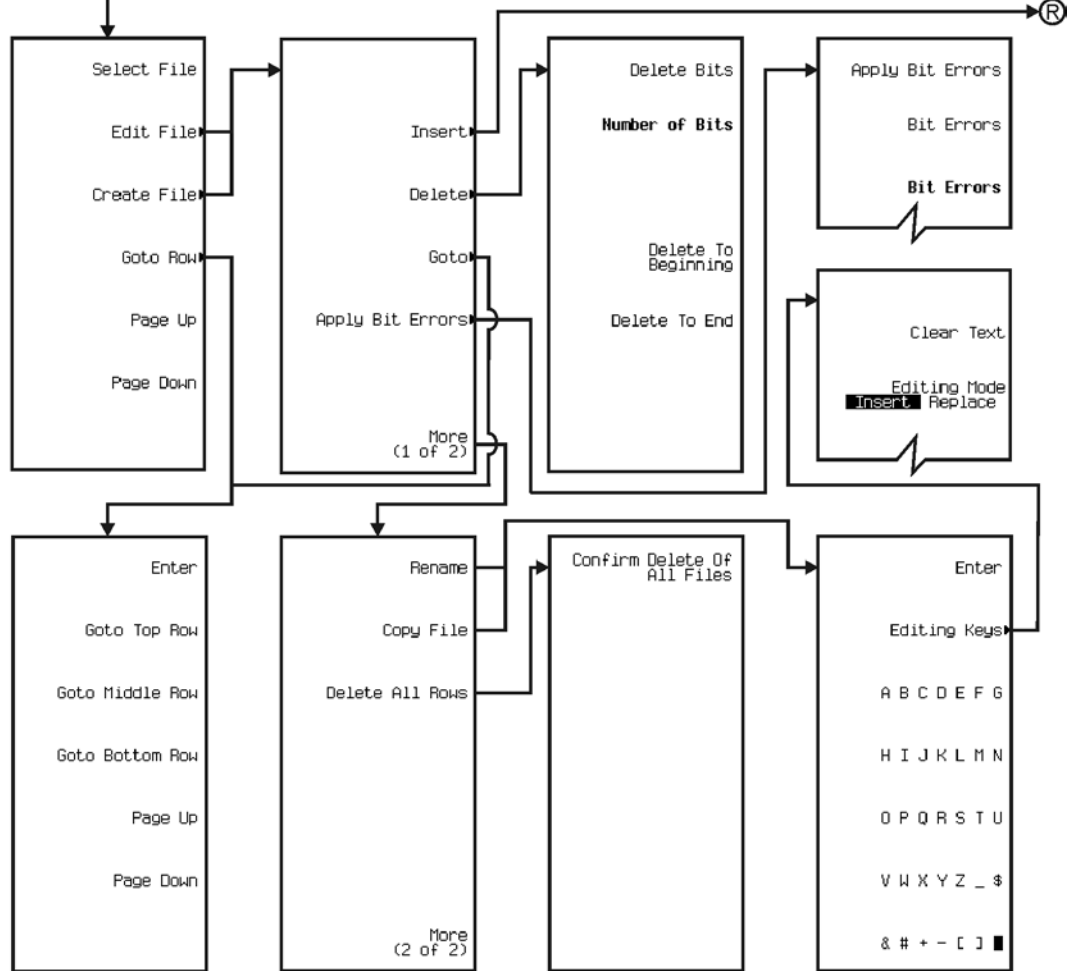 R
Select File
Edit File
Create File
Goto Row
Page Up
Page Down
Insert
Delete
Goto
Apply Bit Errors
More
(1 of 2)
Delete Bits
Number of Bits
Delete To
Beginning
Delete To End
Apply Bit Errors
Bit Errors
Bit Errors
Clear Text
Editing Mode
Insert Replace
Enter
Goto Top Row
Goto Middle Row
Goto Bottom Row
Page Up
Page Down
Rename
Copy File
Delete All Rows
More
(2 of 2)
Confirm Delete Of
All Files
Enter
Editing Keys
A B C D E F G
H I J K L M N
O P Q R S T U
V W X Y Z _ $
& # + - [ ] █